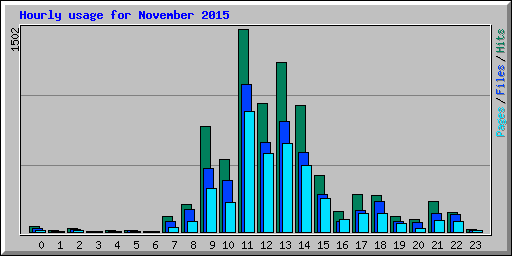 Hourly usage for November 2015
1502
Pages/Files/Hits
0 1 2 3 4 5 6 7 8 9 10 11 12 13 14 15 16 17 18 19 20 21 22 23